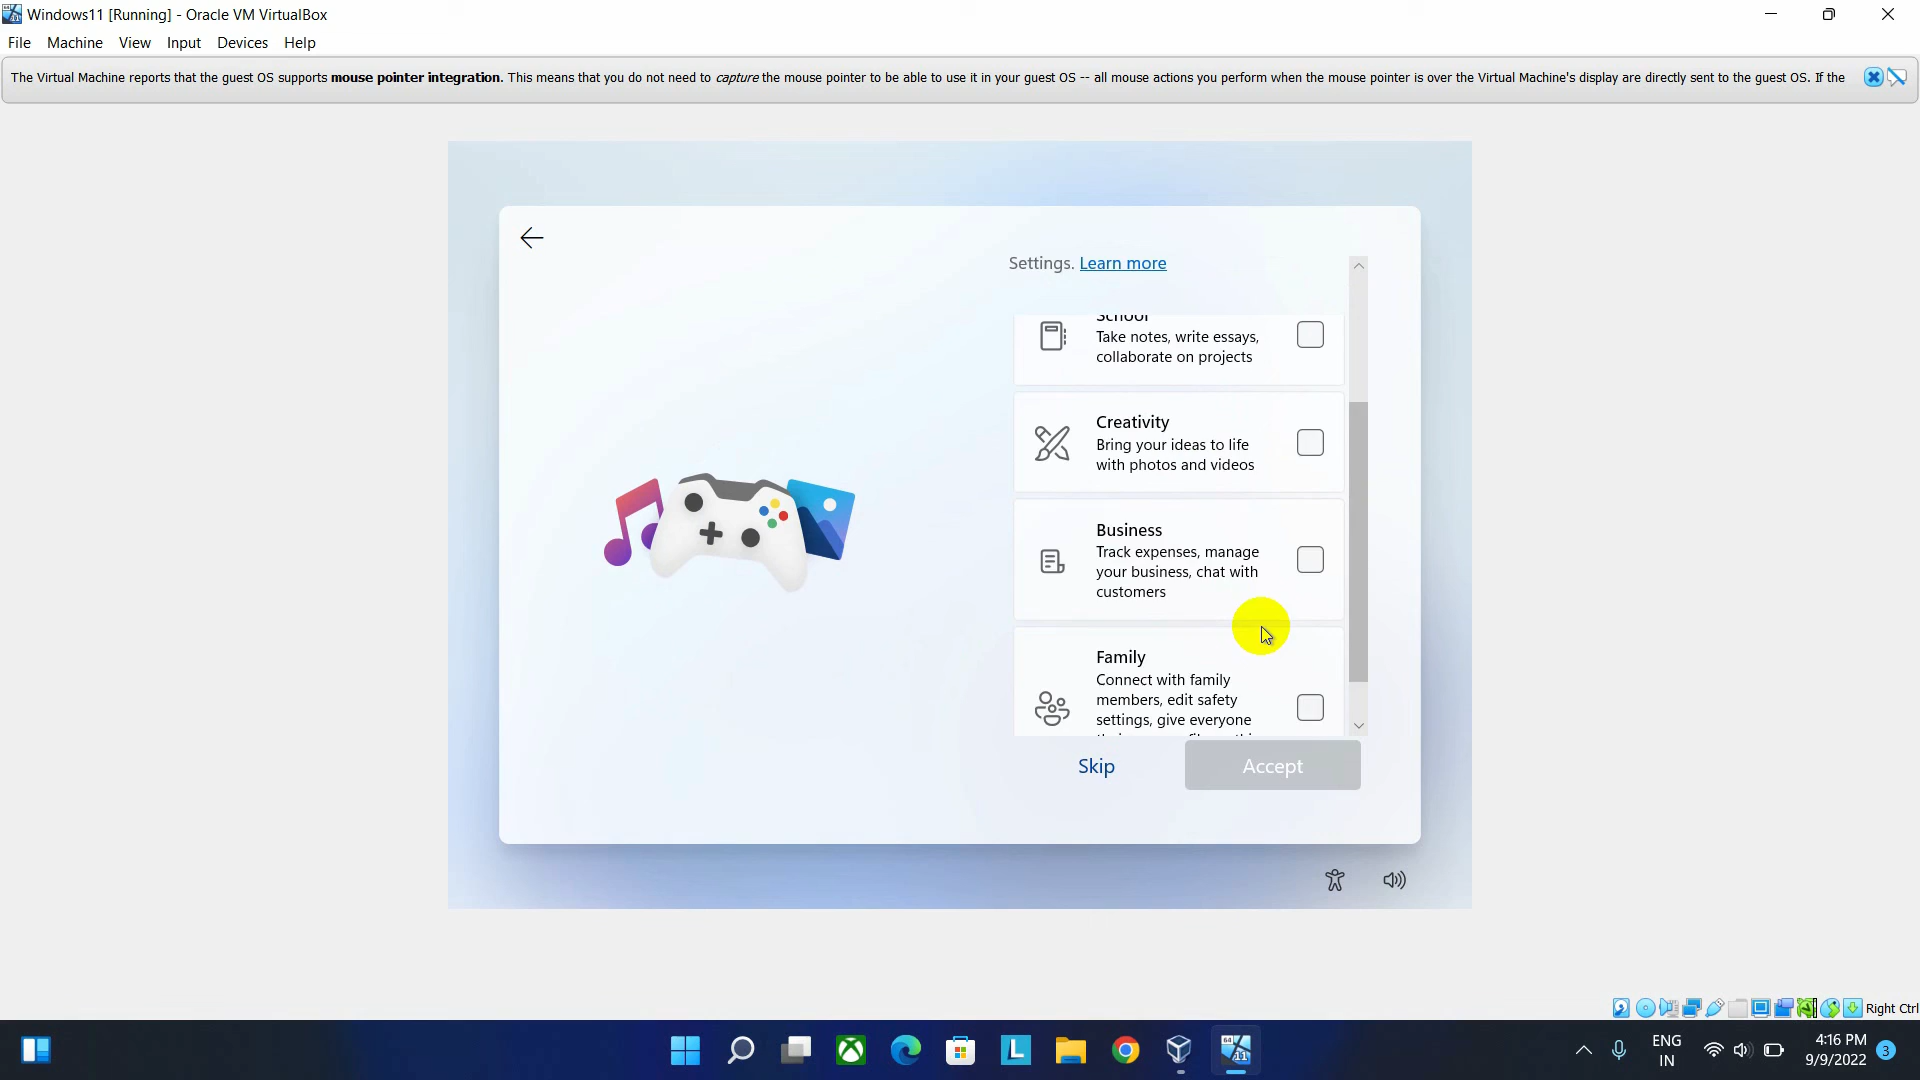 Windows11 [Running] - Oracle VM VirtualBox
File Machine View Input Devices Help
The Virtual Machine reports that the guest OS supports mouse pointer integration. This means that you do not need to capture the mouse pointer to be able to use it in your guest OS -- all mouse actions you perform when the mouse pointer is over the Virtual Machine's display are directly sent to the guest OS. If the
Settings. Learn more
School
Take notes, write essays,
collaborate on projects
Creativity
Bring your ideas to life
with photos and videos
Business
Track expenses, manage
your business, chat with
customers
Family
Connect with family
members, edit safety
settings, give everyone
Skip
Accept
Right Ctrl
ENG
IN
4:16 PM
9/9/2022
3